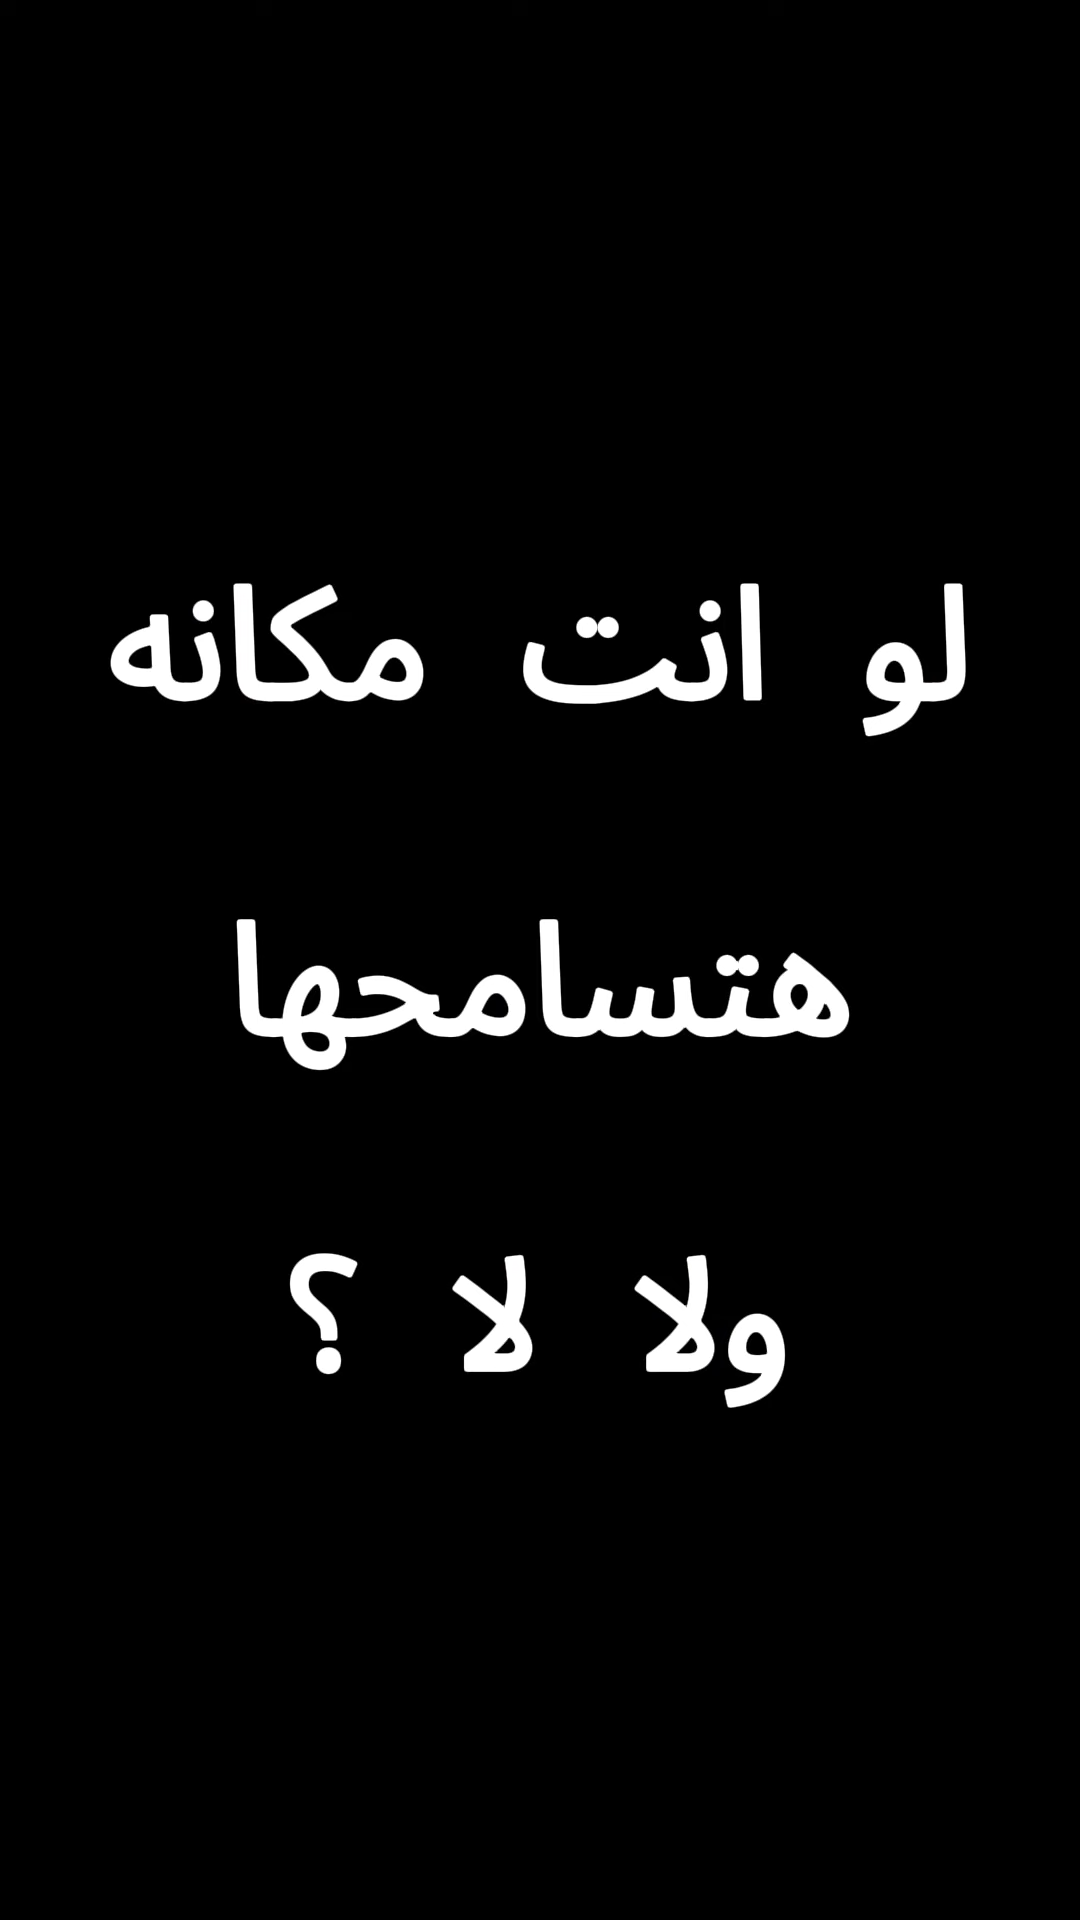 لو انت مكانه
هتسامحها
ولا لا ؟